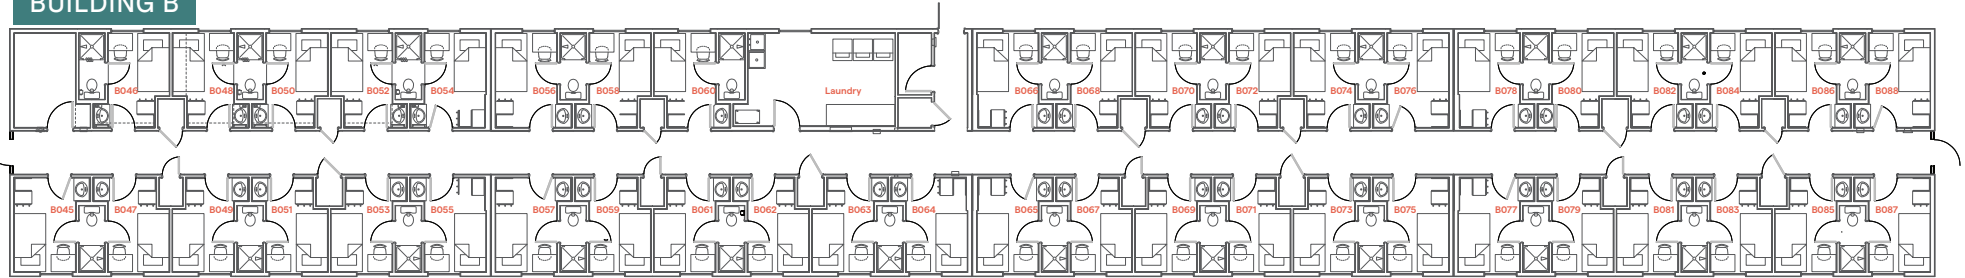 BUILDING B
B046 B048 B050 B052 B054 B056 B058 B060 Laundry B066 B068 B070 B072 B074 B076 B078 B080 B082 B084 B086 B088
B045 B047 B049 B051 B053 B055 B057 B059 B061 B062 B063 B064 B065 B067 B069 B071 B073 B075 B077 B079 B081 B083 B085 B087